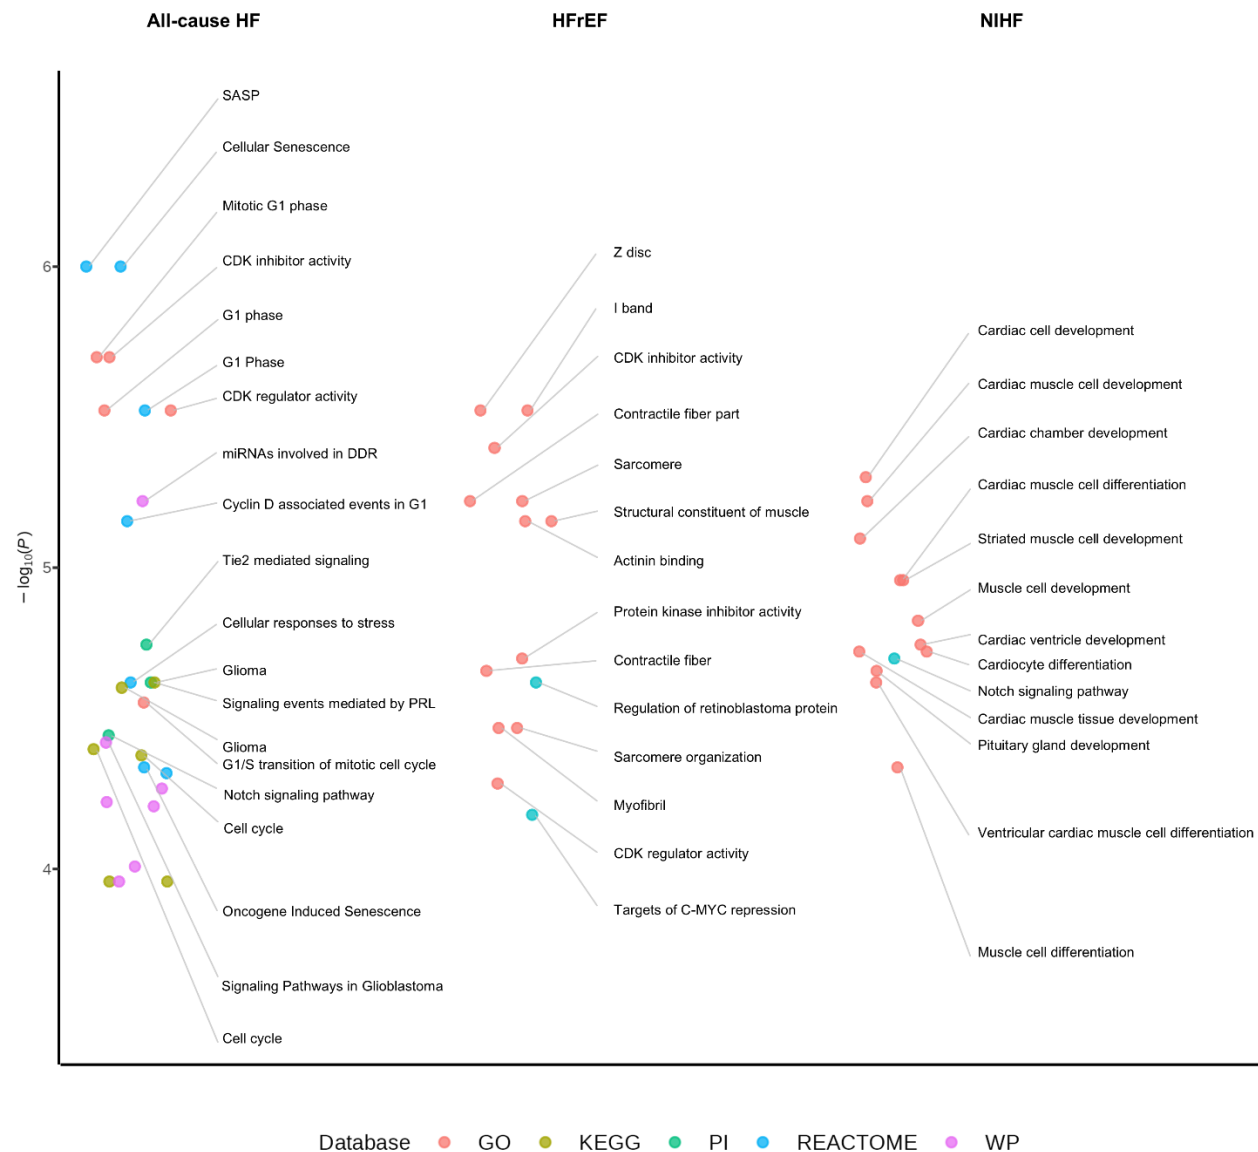 All-cause HF
HFrEF
NIHF
SASP
Cellular Senescence
Mitotic G1 phase
CDK inhibitor activity
G1 phase
G1 Phase
CDK regulator activity
miRNAs involved in DDR
Cyclin D associated events in G1
Tie2 mediated signaling
Cellular responses to stress
Glioma
Signaling events mediated by PRL
Glioma
G1/S transition of mitotic cell cycle
Notch signaling pathway
Cell cycle
Oncogene Induced Senescence
Signaling Pathways in Glioblastoma
Cell cycle
Z disc
I band
CDK inhibitor activity
Contractile fiber part
Sarcomere
Structural constituent of muscle
Actinin binding
Protein kinase inhibitor activity
Contractile fiber
Regulation of retinoblastoma protein
Sarcomere organization
Myofibril
CDK regulator activity
Targets of C-MYC repression
Cardiac cell development
Cardiac muscle cell development
Cardiac chamber development
Cardiac muscle cell differentiation
Striated muscle cell development
Muscle cell development
Cardiac ventricle development
Cardiocyte differentiation
Notch signaling pathway
Cardiac muscle tissue development
Pituitary gland development
Ventricular cardiac muscle cell differentiation
Muscle cell differentiation
6
5
4
− log10(P)
Database GO KEGG PI REACTOME WP